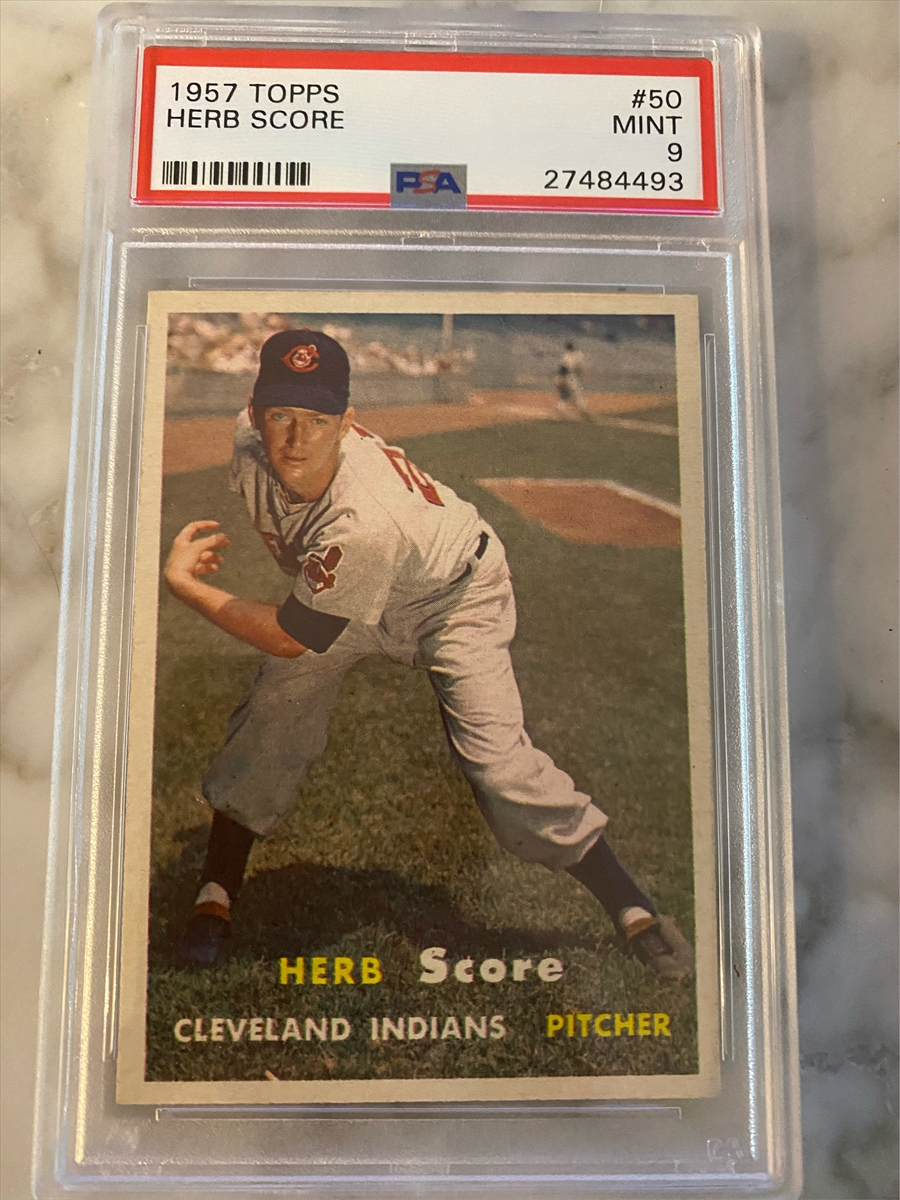 1957 TOPPS
HERB SCORE
#50
MINT
9
27484493
PSA
HERB Score
CLEVELAND INDIANS PITCHER